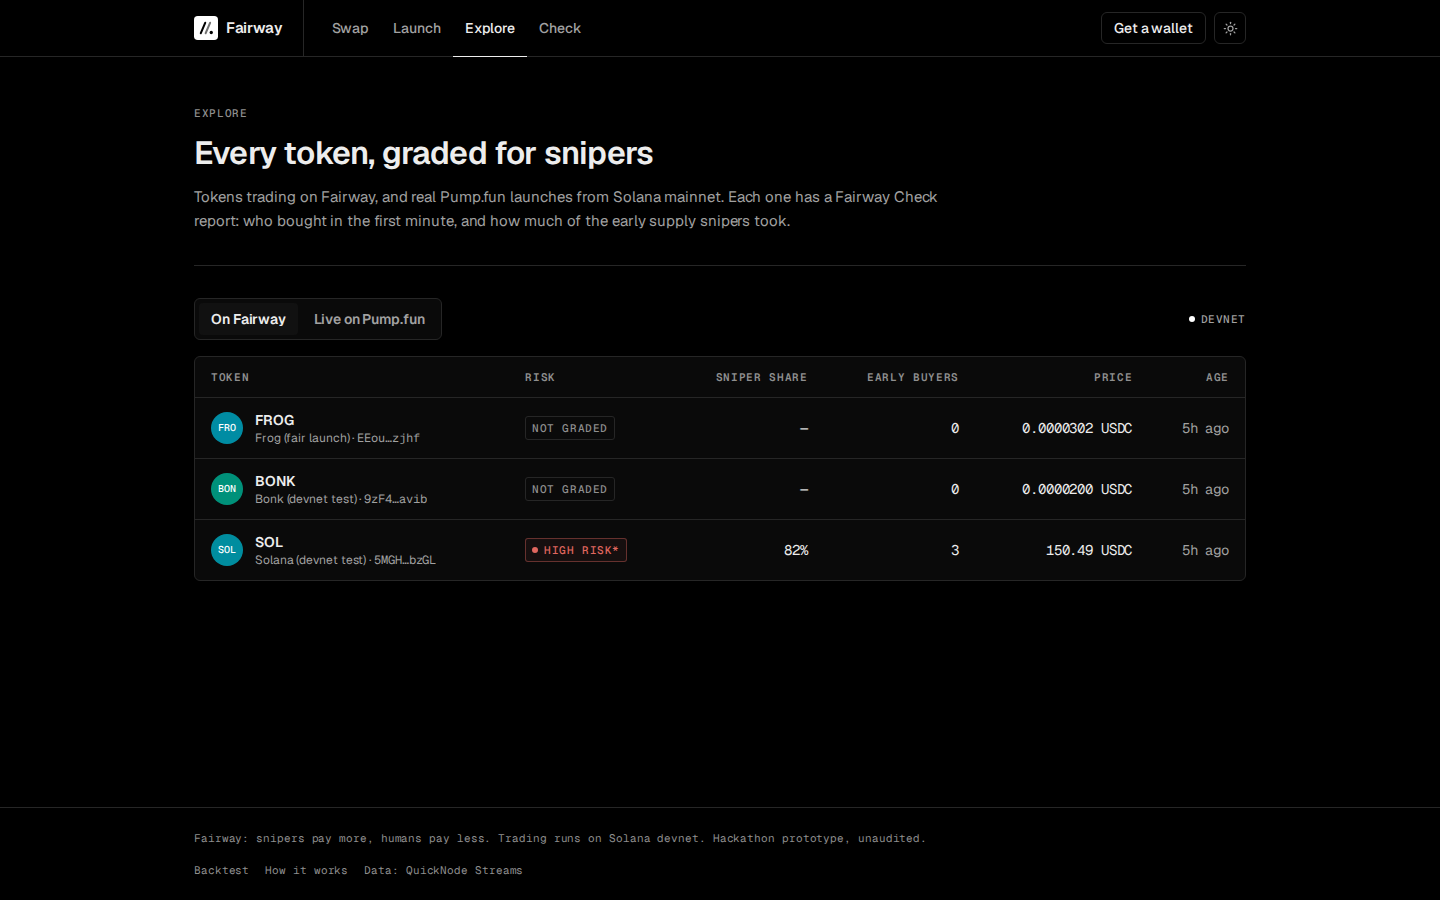 Fairway
Swap
Launch
Explore
Check
Get a wallet
EXPLORE
Every token, graded for snipers
Tokens trading on Fairway, and real Pump.fun launches from Solana mainnet. Each one has a Fairway Check
report: who bought in the first minute, and how much of the early supply snipers took.
On Fairway
Live on Pump.fun
DEVNET
TOKEN RISK SNIPER SHARE EARLY BUYERS PRICE AGE
FRO FROG NOT GRADED – 0 0.0000302 USDC 5h ago
Frog (fair launch) · EEou…zjhf
BON BONK NOT GRADED – 0 0.0000200 USDC 5h ago
Bonk (devnet test) · 9zF4…avib
SOL SOL HIGH RISK* 82% 3 150.49 USDC 5h ago
Solana (devnet test) · 5MGH…bzGL
Fairway: snipers pay more, humans pay less. Trading runs on Solana devnet. Hackathon prototype, unaudited.
Backtest How it works Data: QuickNode Streams